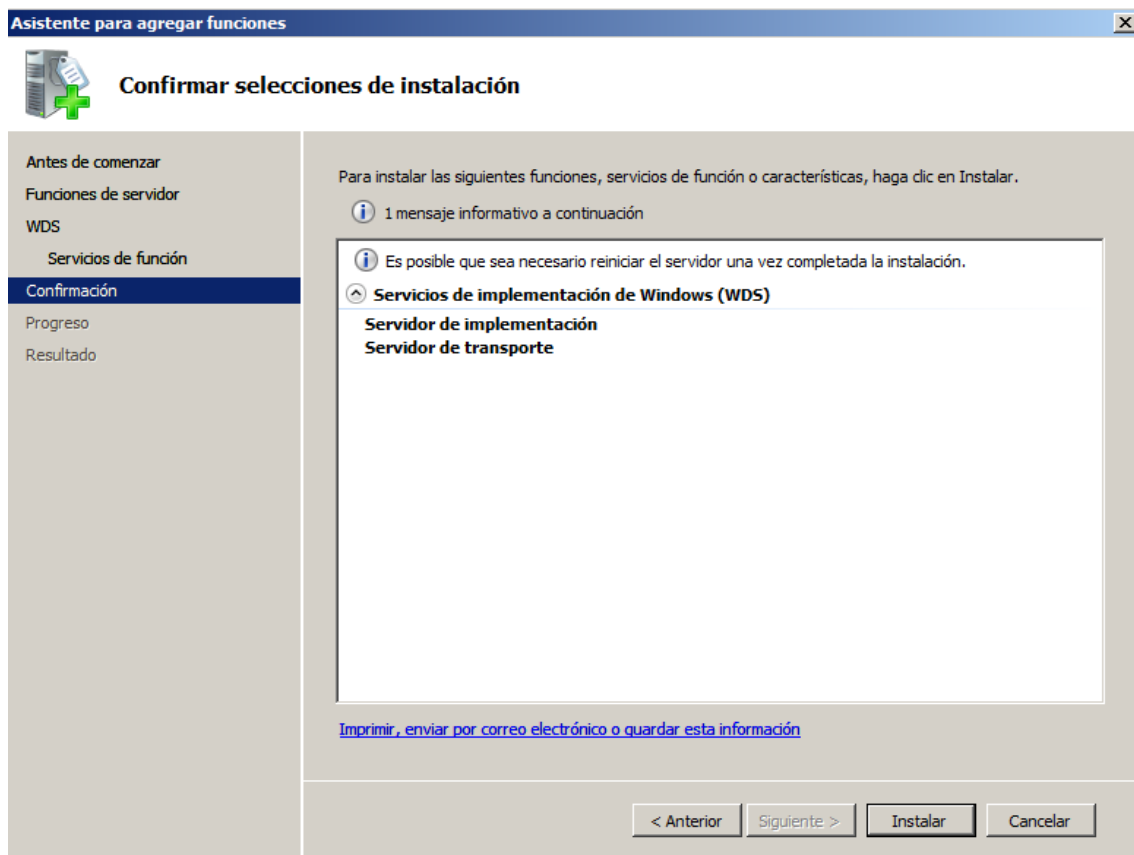 Asistente para agregar funciones
Confirmar selecciones de instalación
Antes de comenzar
Funciones de servidor
WDS
Servicios de función
Confirmación
Progreso
Resultado
Para instalar las siguientes funciones, servicios de función o características, haga clic en Instalar.
1 mensaje informativo a continuación
Es posible que sea necesario reiniciar el servidor una vez completada la instalación.
Servicios de implementación de Windows (WDS)
Servidor de implementación
Servidor de transporte
Imprimir, enviar por correo electrónico o guardar esta información
< Anterior
Siguiente >
Instalar
Cancelar